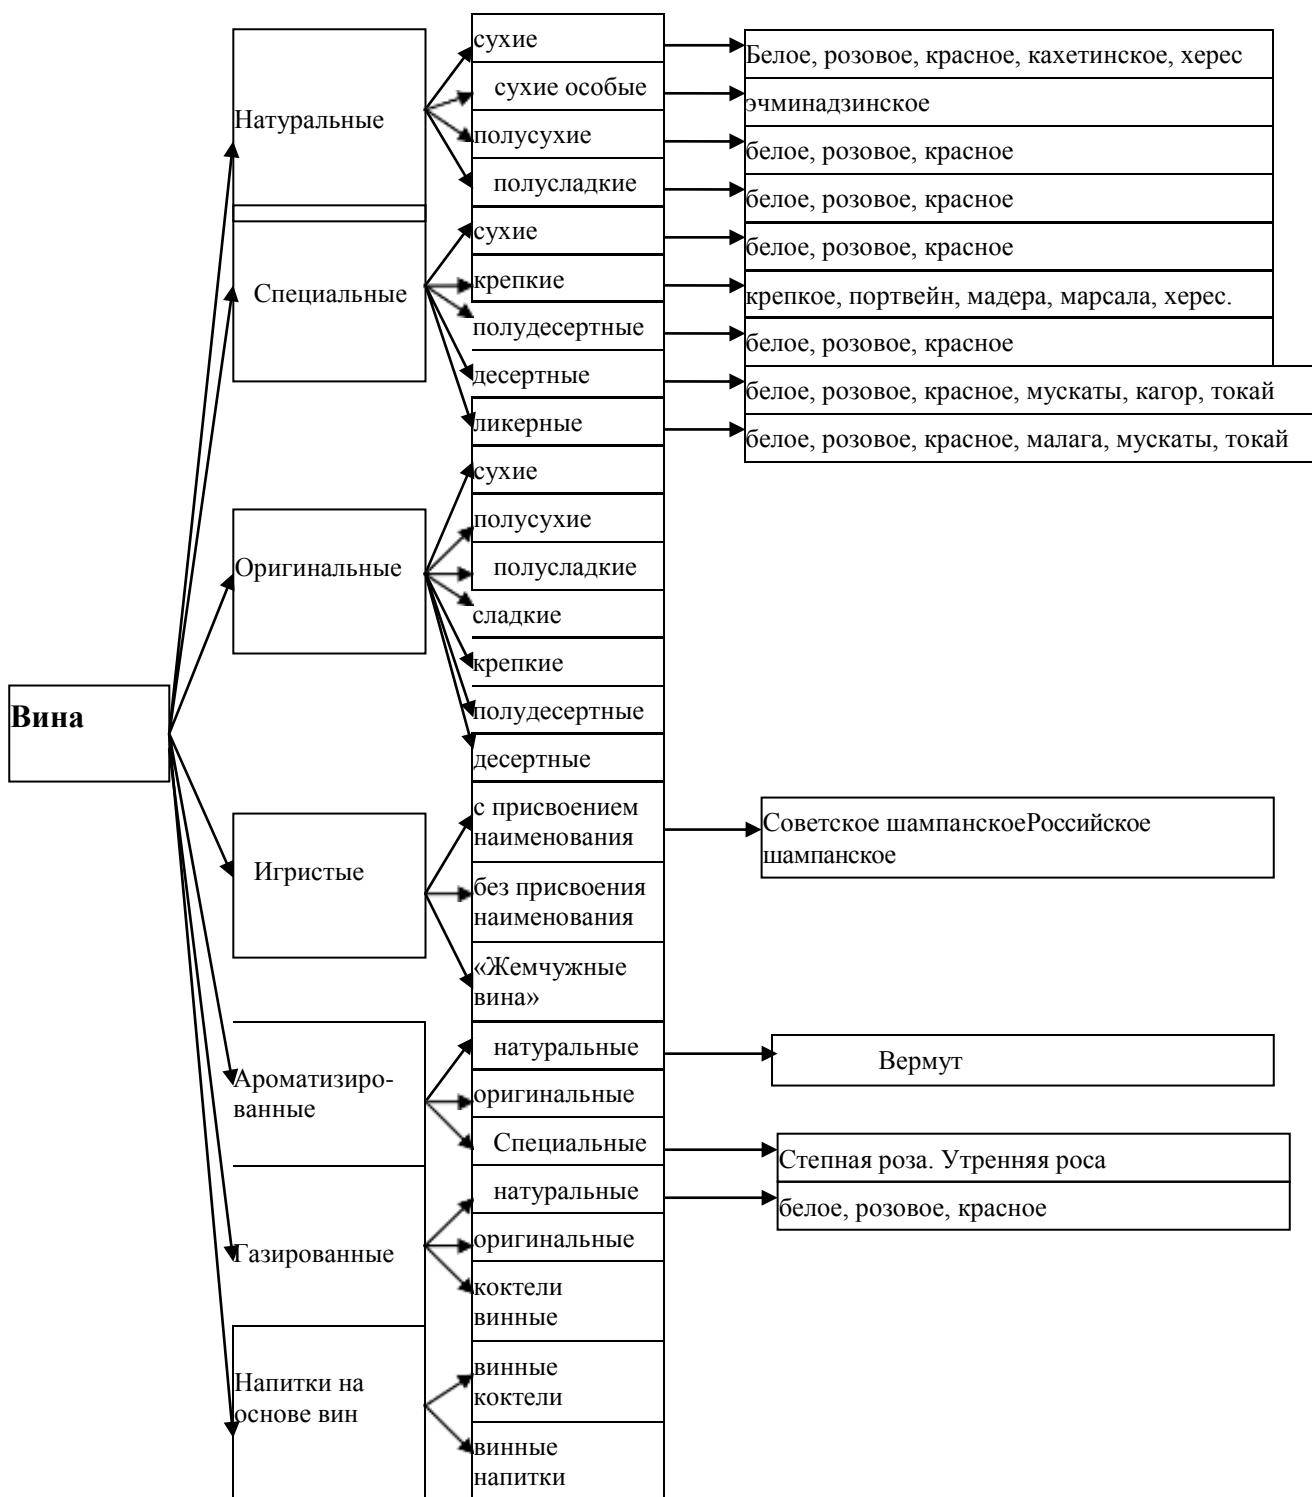 Вина
Натуральные
сухие
Белое, розовое, красное, кахетинское, херес
сухие особые
эчминадзинское
полусухие
белое, розовое, красное
полусладкие
белое, розовое, красное
Специальные
сухие
белое, розовое, красное
крепкие
крепкое, портвейн, мадера, марсала, херес.
полудесертные
белое, розовое, красное
десертные
белое, розовое, красное, мускаты, кагор, токай
ликерные
белое, розовое, красное, малага, мускаты, токай
Оригинальные
сухие
полусухие
полусладкие
сладкие
крепкие
полудесертные
десертные
Игристые
с присвоением
наименования
Советское шампанскоеРоссийское
шампанское
без присвоения
наименования
«Жемчужные
вина»
Ароматизиро-
ванные
натуральные
Вермут
оригинальные
Специальные
Степная роза. Утренняя роса
Газированные
натуральные
белое, розовое, красное
оригинальные
коктели
винные
Напитки на
основе вин
винные
коктели
винные
напитки